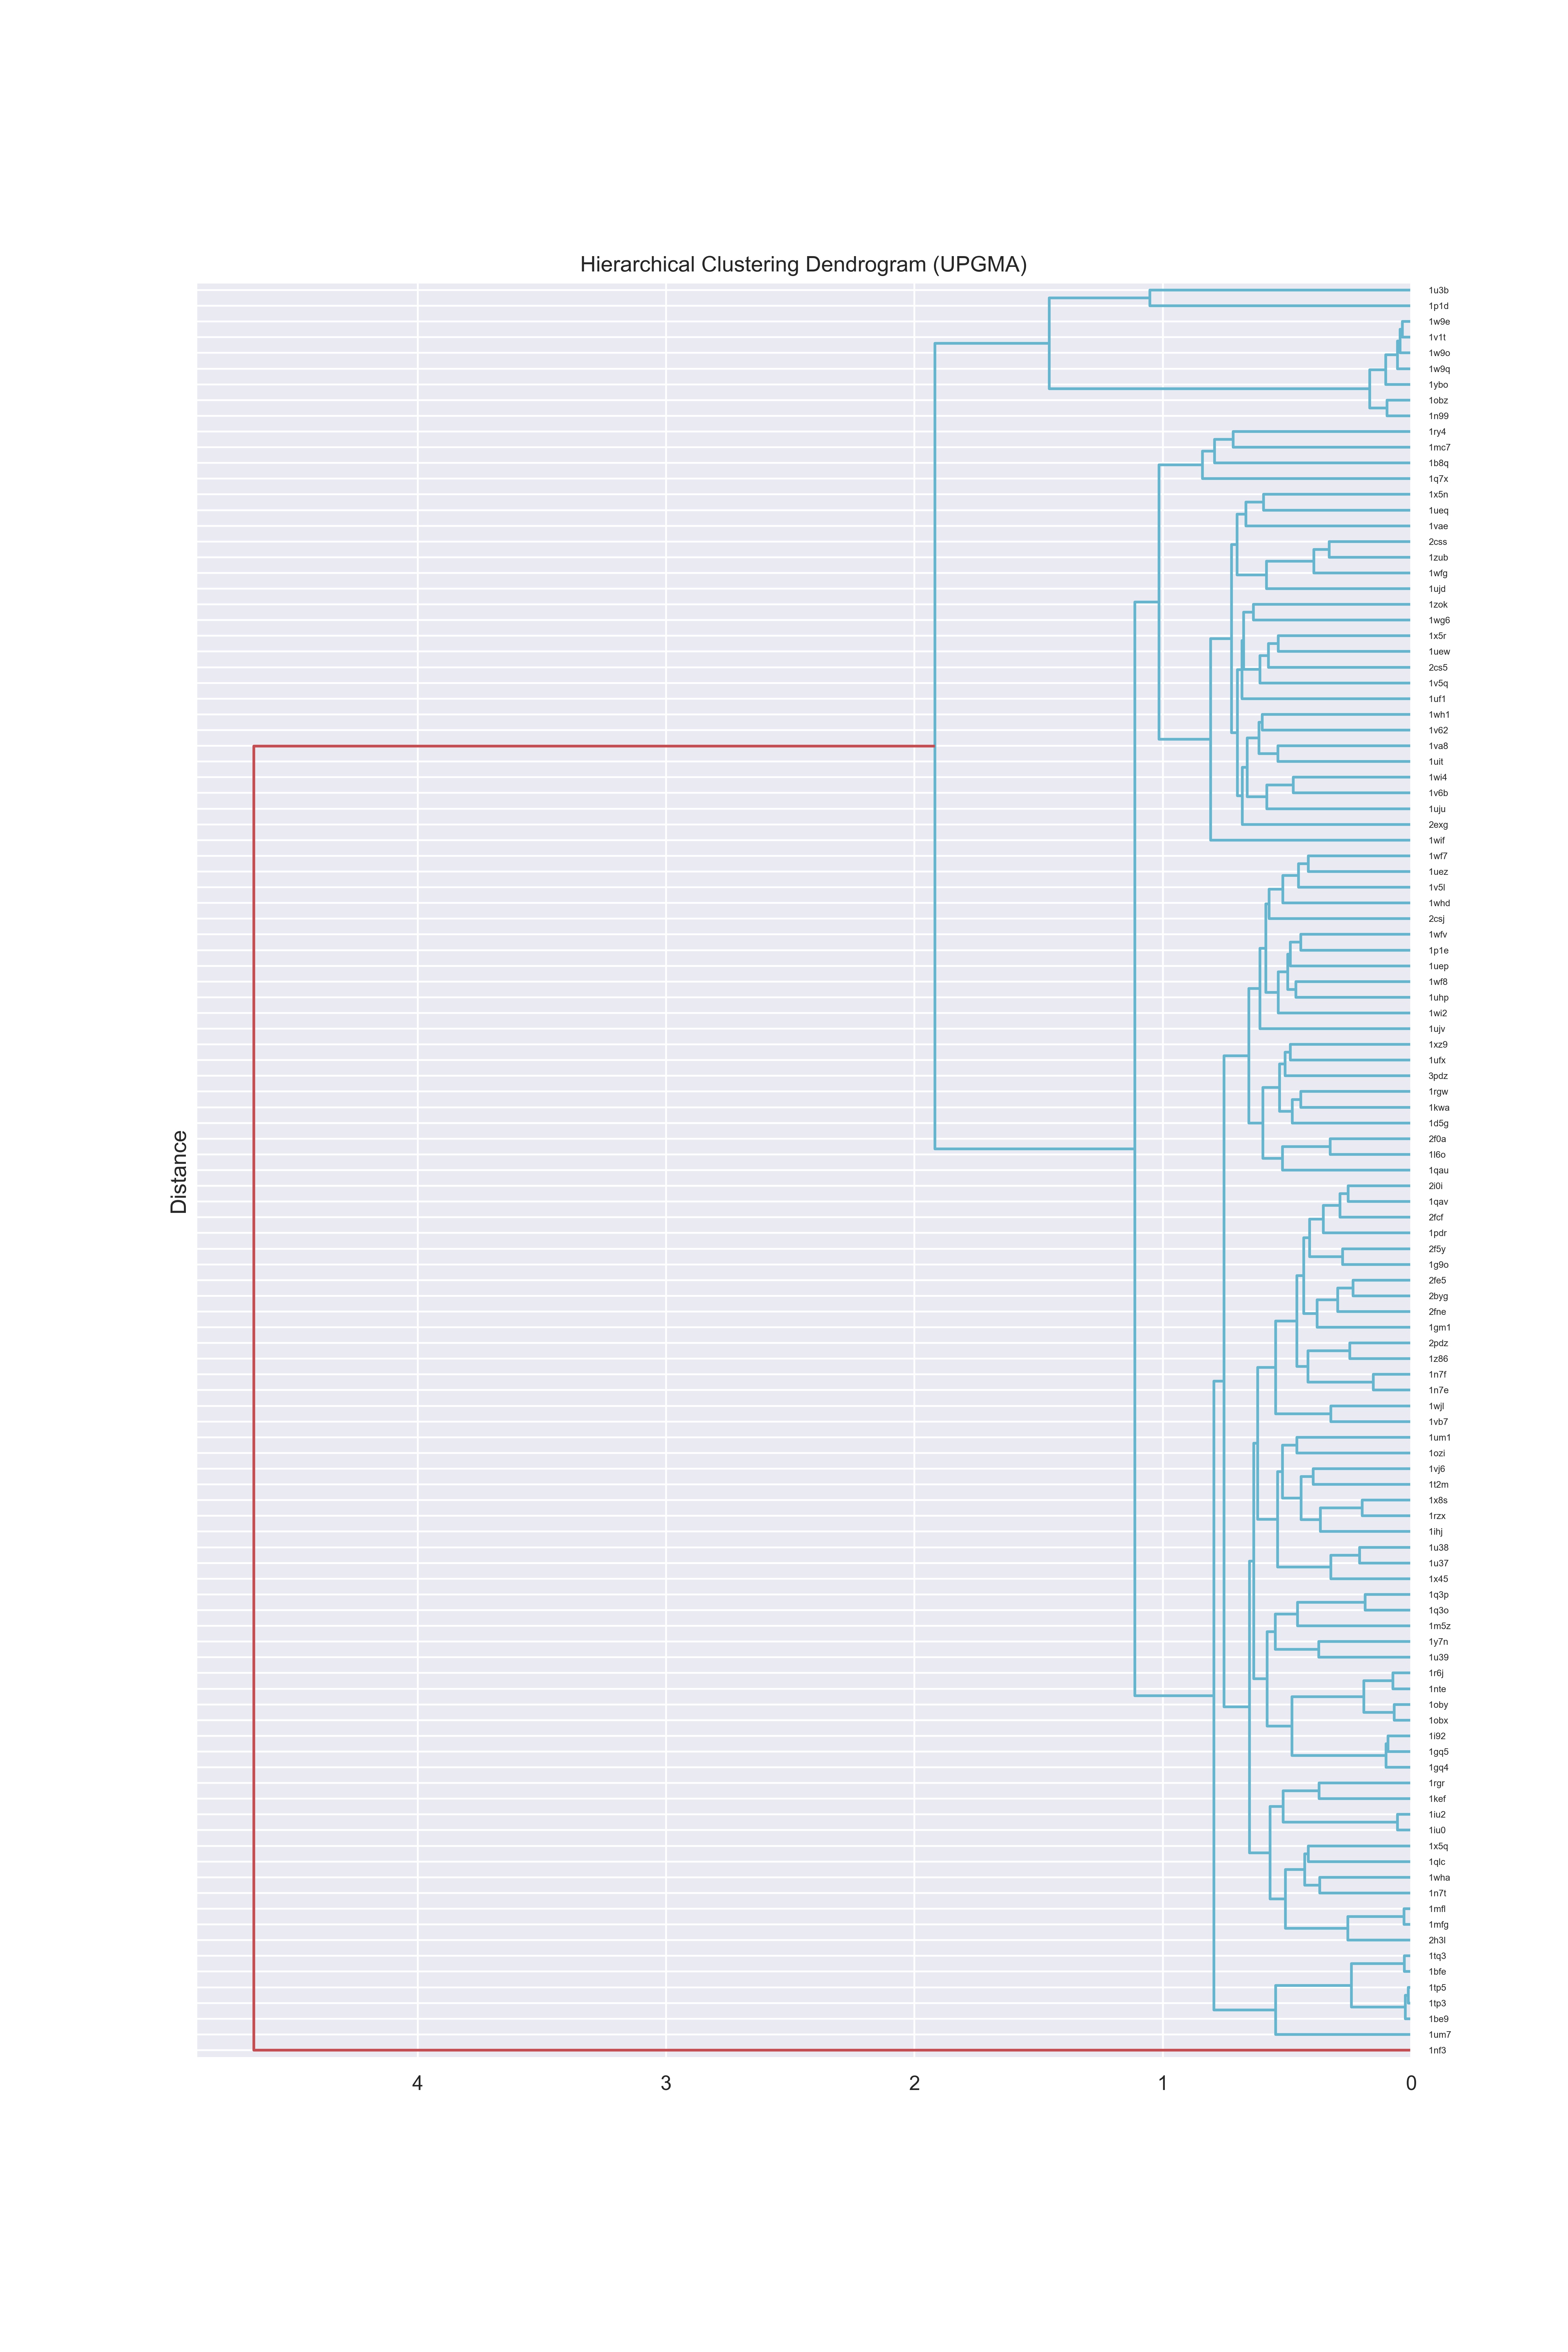 Hierarchical Clustering Dendrogram (UPGMA)
1u3b
1p1d
1w9e
1v1t
1w9o
1w9q
1ybo
1obz
1n99
1ry4
1mc7
1b8q
1q7x
1x5n
1ueq
1vae
2css
1zub
1wfg
1ujd
1zok
1wg6
1x5r
1uew
2cs5
1v5q
1uf1
1wh1
1v62
1va8
1uit
1wi4
1v6b
1uju
2exg
1wif
1wf7
1uez
1v5l
1whd
2csj
1wfv
1p1e
1uep
1wf8
1uhp
1wi2
1ujv
1xz9
1ufx
3pdz
1rgw
1kwa
1d5g
2f0a
1l6o
1qau
2i0i
1qav
2fcf
1pdr
2f5y
1g9o
2fe5
2byg
2fne
1gm1
2pdz
1z86
1n7f
1n7e
1wjl
1vb7
1um1
1ozi
1vj6
1t2m
1x8s
1rzx
1ihj
1u38
1u37
1x45
1q3p
1q3o
1m5z
1y7n
1u39
1r6j
1nte
1oby
1obx
1i92
1gq5
1gq4
1rgr
1kef
1iu2
1iu0
1x5q
1qlc
1wha
1n7t
1mfl
1mfg
2h3l
1tq3
1bfe
1tp5
1tp3
1be9
1um7
1nf3
Distance
4 3 2 1 0